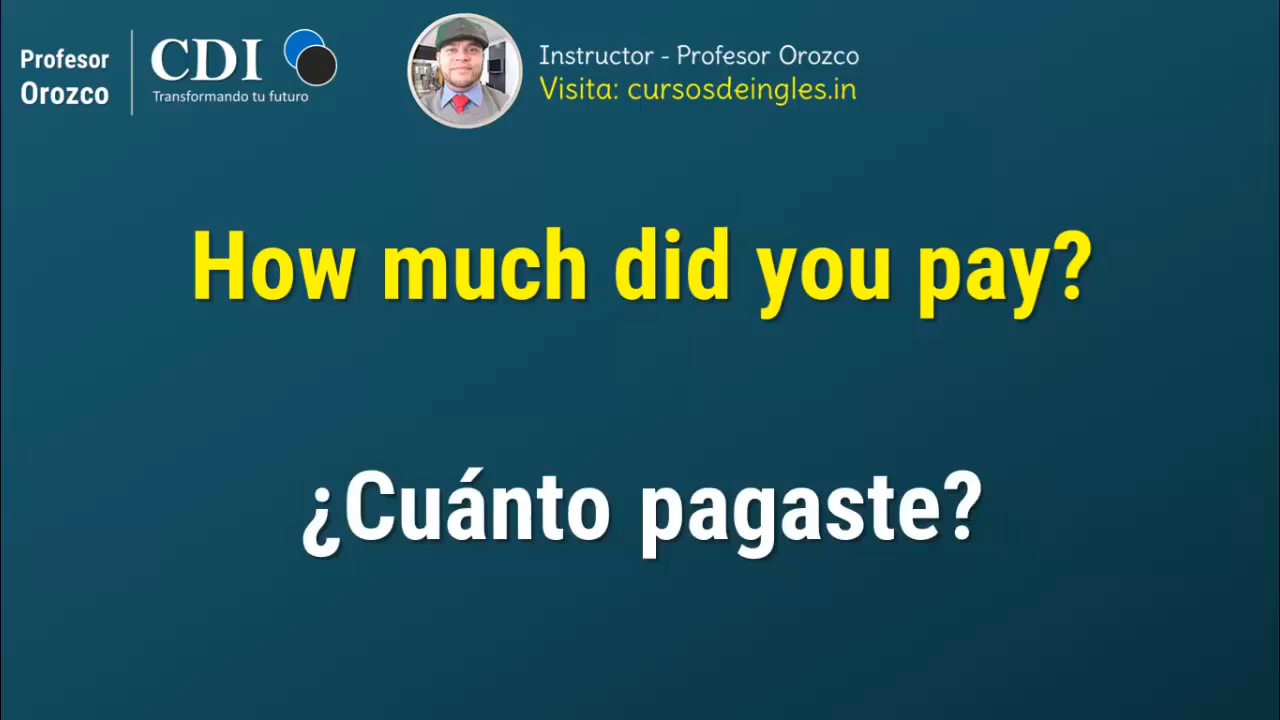 Profesor
Orozco
CDI
Transformando tu futuro
Instructor - Profesor Orozco
Visita: cursosdeingles.in
How much did you pay?
¿Cuánto pagaste?